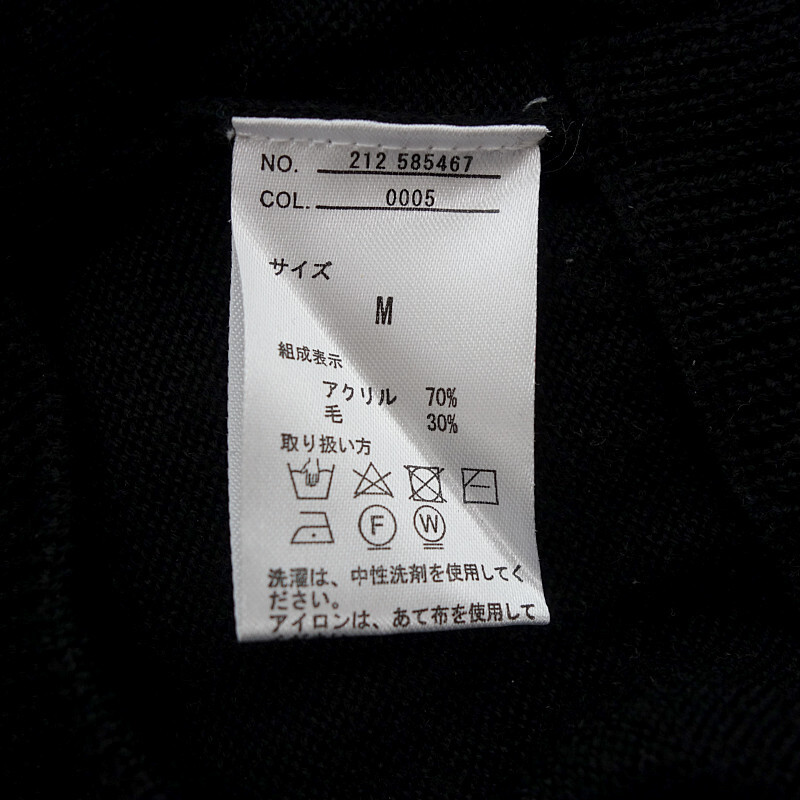 NO. 212 585467
COL. 0005
サイズ
M
組成表示
アクリル 70%
毛 30%
取り扱い方
F W
洗濯は、中性洗剤を使用してく
ださい。
アイロンは、あて布を使用して